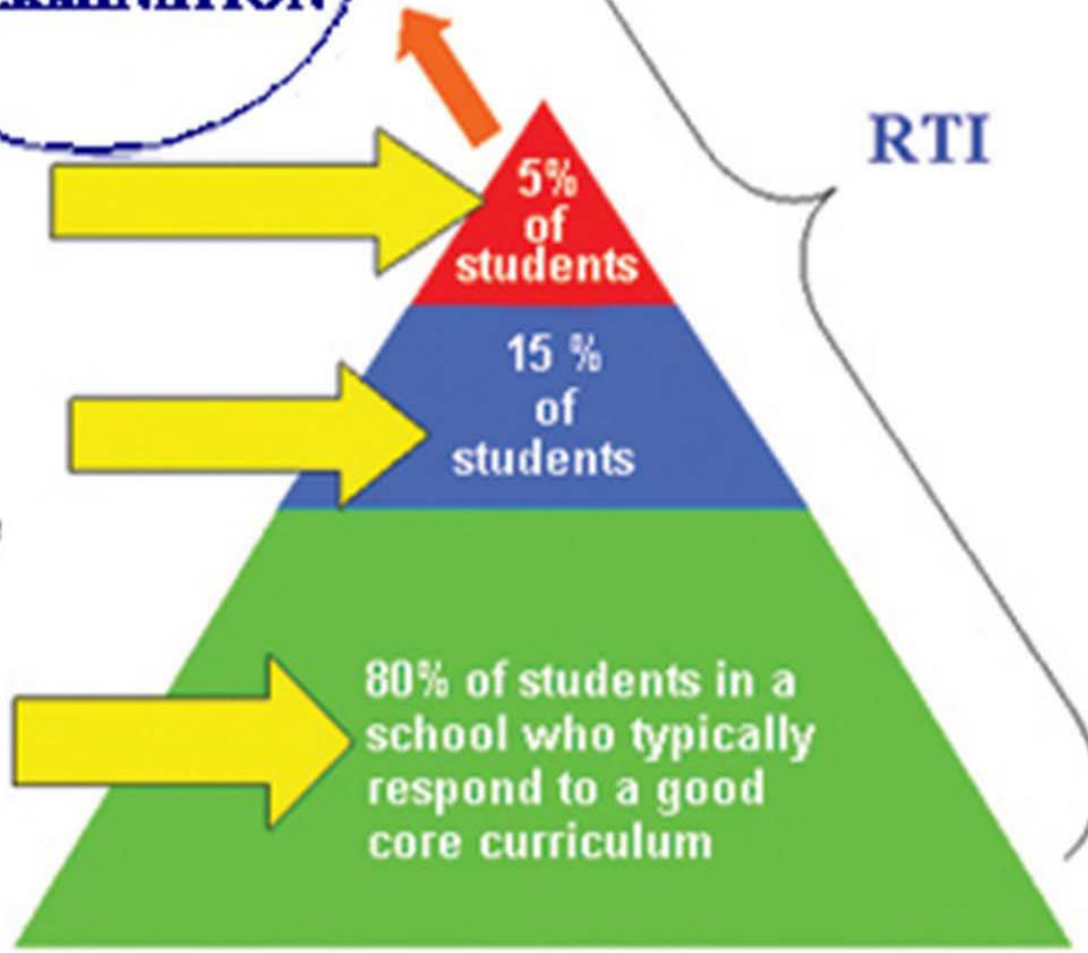 RTI
5%
of
students
15 %
of
students
80% of students in a
school who typically
respond to a good
core curriculum